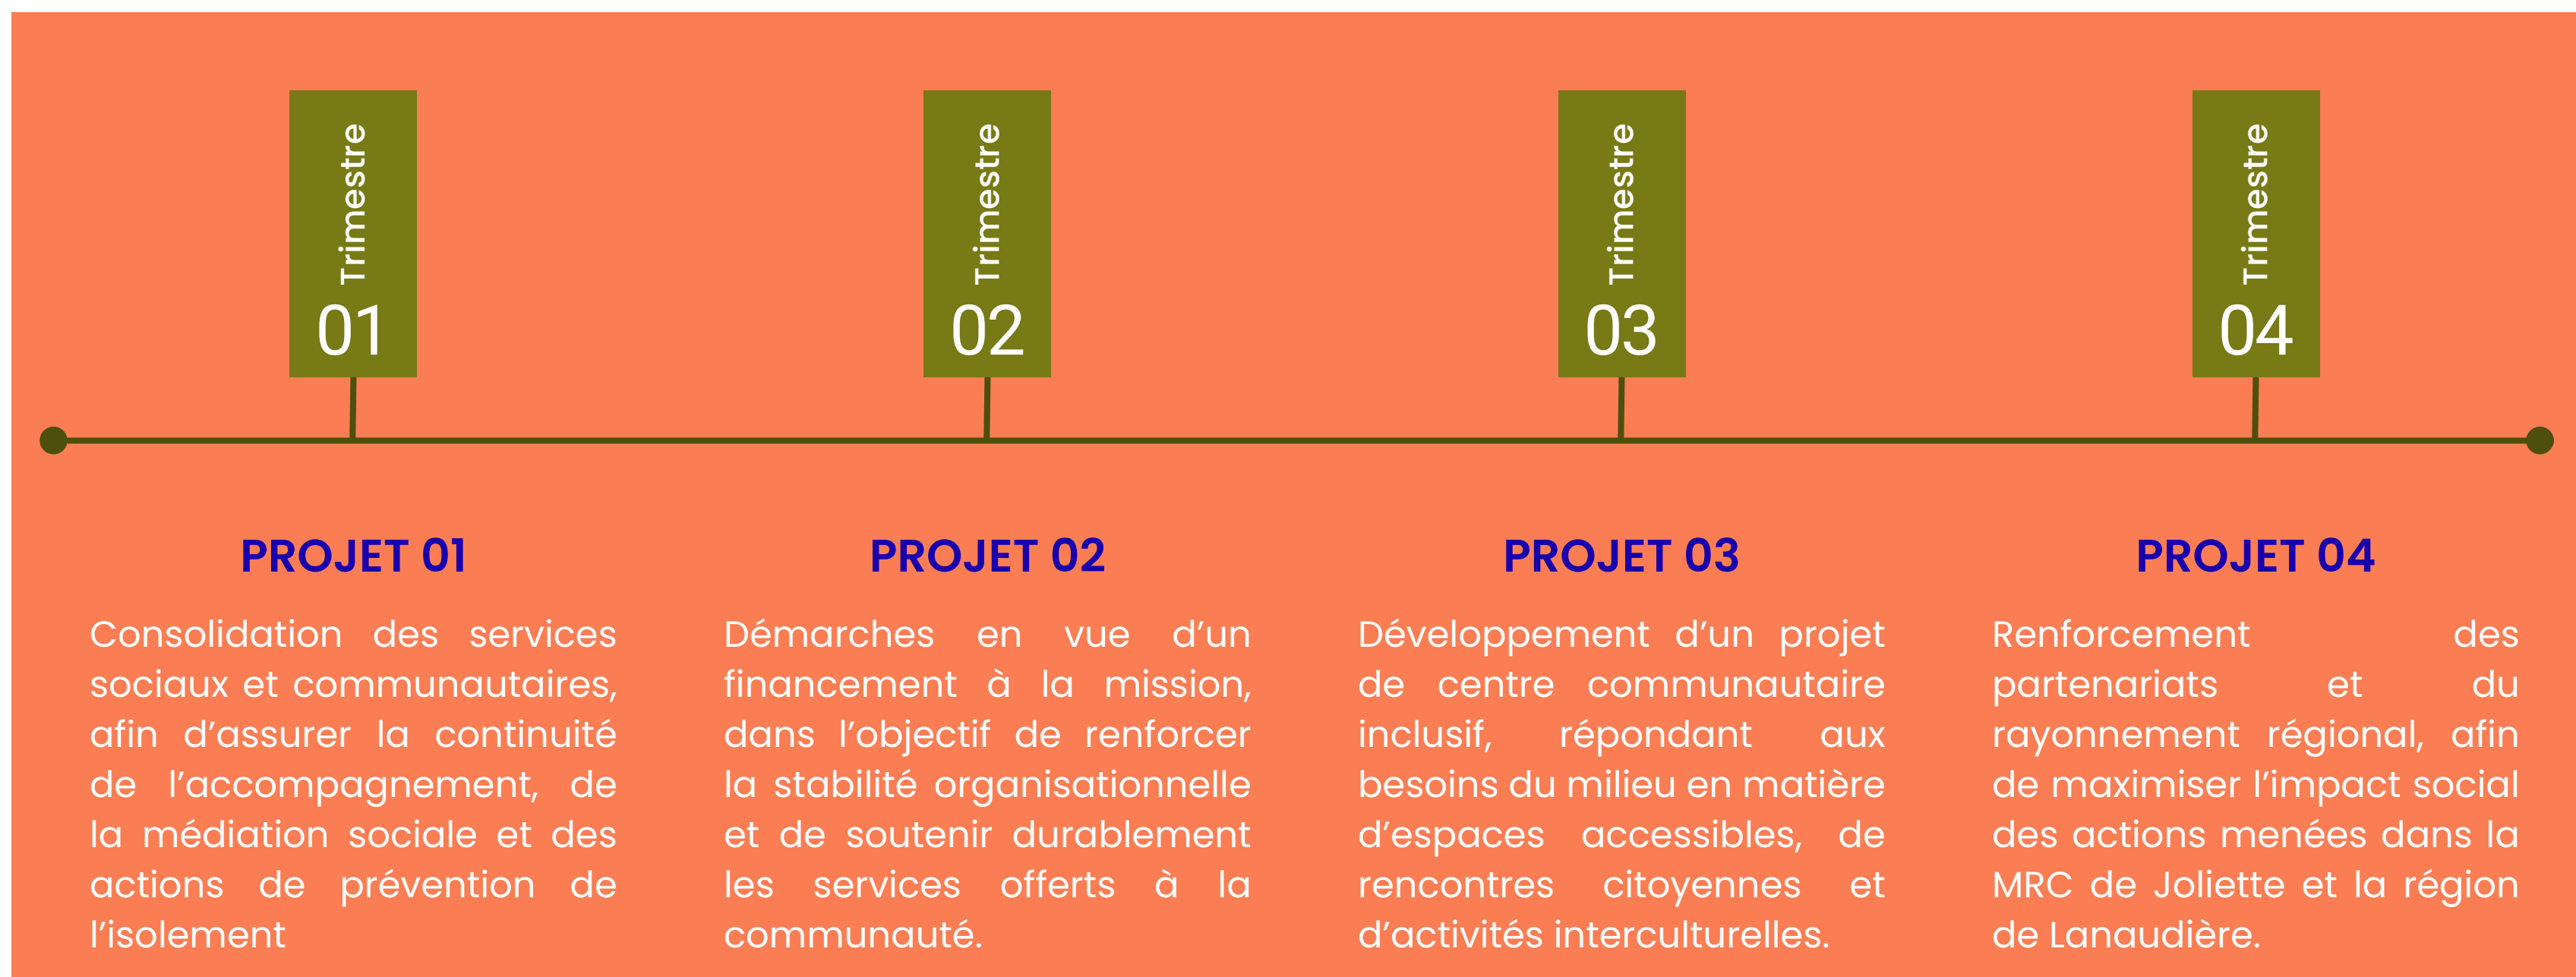 Trimestre
01
Trimestre
02
Trimestre
03
Trimestre
04
PROJET 01
Consolidation des services
sociaux et communautaires,
afin d’assurer la continuité
de l’accompagnement, de
la médiation sociale et des
actions de prévention de
l’isolement
PROJET 02
Démarches en vue d’un
financement à la mission,
dans l’objectif de renforcer
la stabilité organisationnelle
et de soutenir durablement
les services offerts à la
communauté.
PROJET 03
Développement d’un projet
de centre communautaire
inclusif, répondant aux
besoins du milieu en matière
d’espaces accessibles, de
rencontres citoyennes et
d’activités interculturelles.
PROJET 04
Renforcement des
partenariats et du
rayonnement régional, afin
de maximiser l’impact social
des actions menées dans la
MRC de Joliette et la région
de Lanaudière.